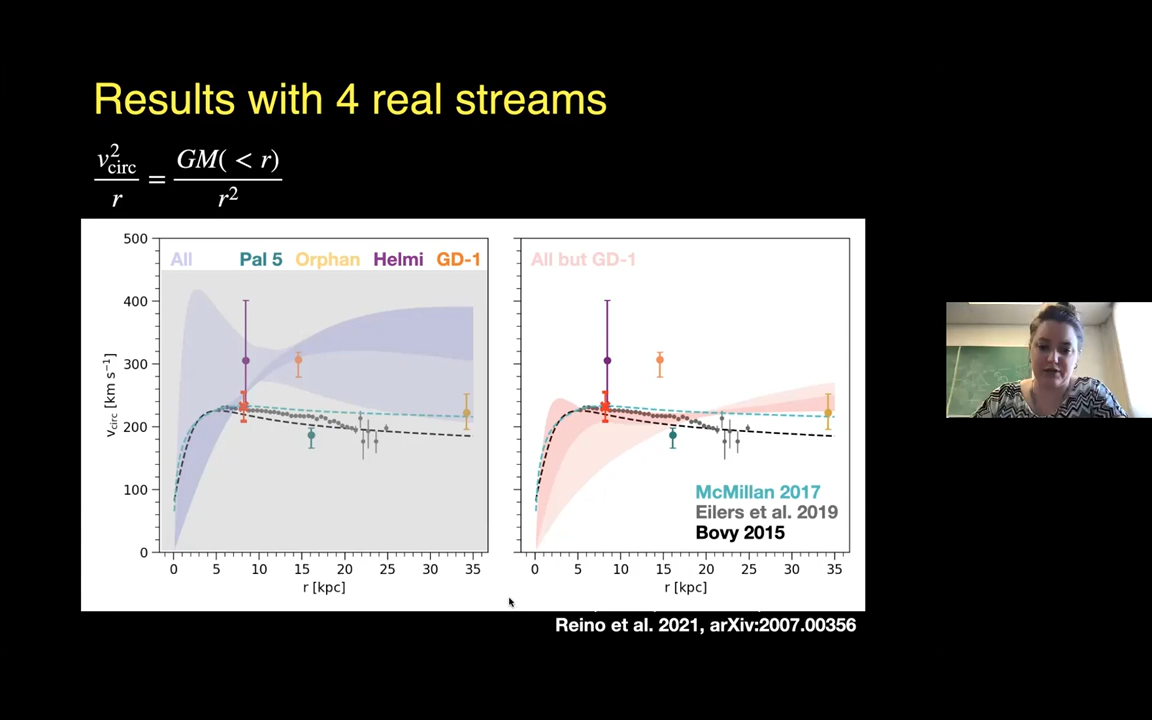 Results with 4 real streams
v²circ / r = GM( < r) / r²
All Pal 5 Orphan Helmi GD-1
All but GD-1
500
400
300
200
100
0
vcirc [km s⁻¹]
0 5 10 15 20 25 30 35
r [kpc]
0 5 10 15 20 25 30 35
r [kpc]
McMillan 2017
Eilers et al. 2019
Bovy 2015
Reino et al. 2021, arXiv:2007.00356